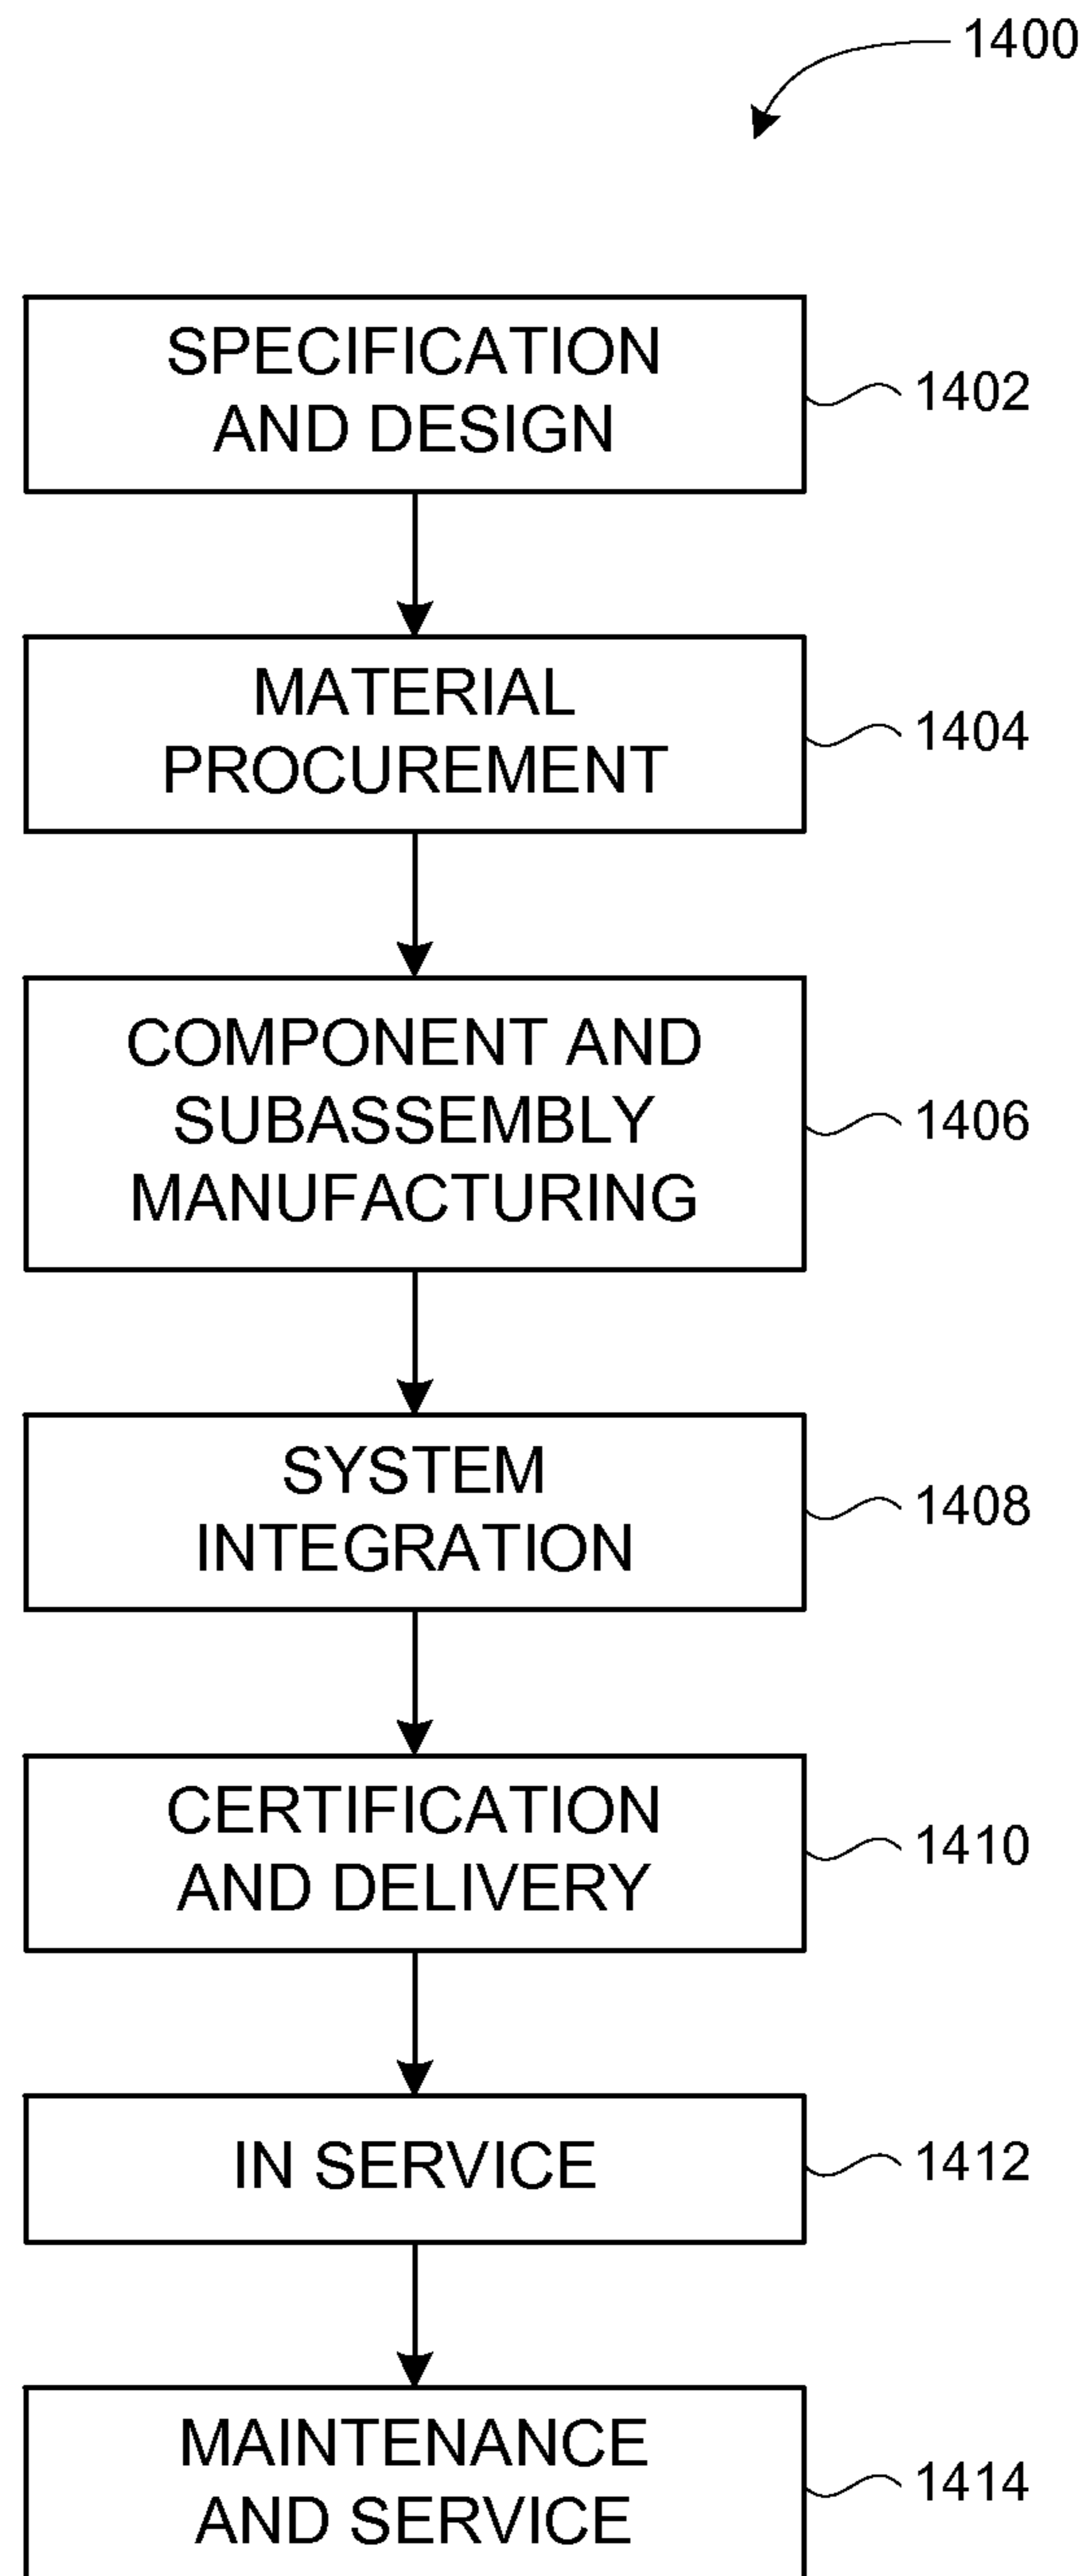 1400
SPECIFICATION
AND DESIGN
1402
MATERIAL
PROCUREMENT
1404
COMPONENT AND
SUBASSEMBLY
MANUFACTURING
1406
SYSTEM
INTEGRATION
1408
CERTIFICATION
AND DELIVERY
1410
IN SERVICE
1412
MAINTENANCE
AND SERVICE
1414